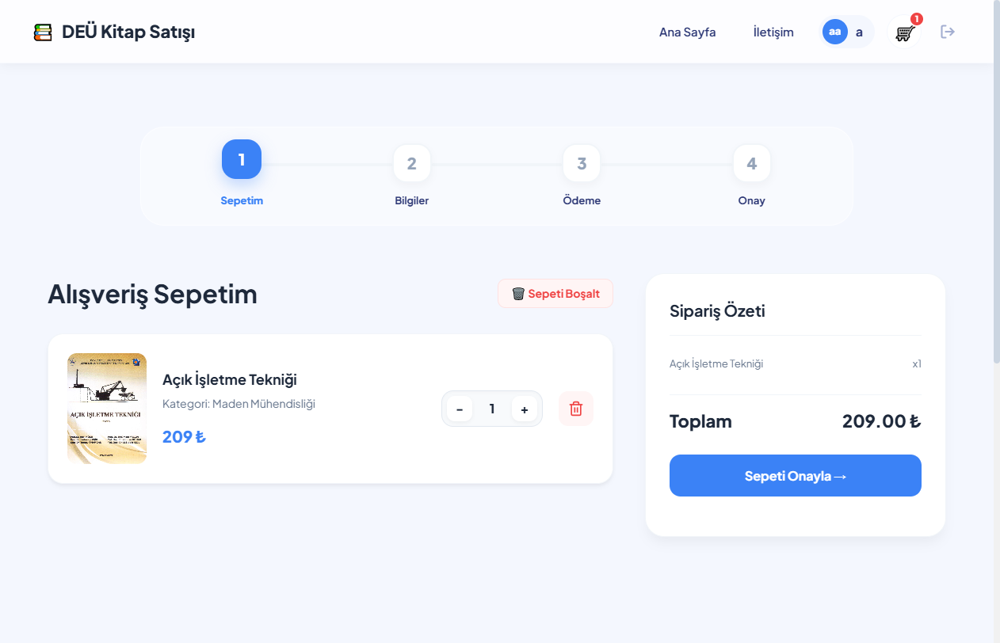 DEÜ Kitap Satışı
Ana Sayfa
İletişim
aa
a
1
1
2
3
4
Sepetim
Bilgiler
Ödeme
Onay
Alışveriş Sepetim
Sepeti Boşalt
AÇIK İŞLETME TEKNİĞİ
Açık İşletme Tekniği
Kategori: Maden Mühendisliği
209 ₺
- 1 +
Sipariş Özeti
Açık İşletme Tekniği x1
Toplam 209.00 ₺
Sepeti Onayla →